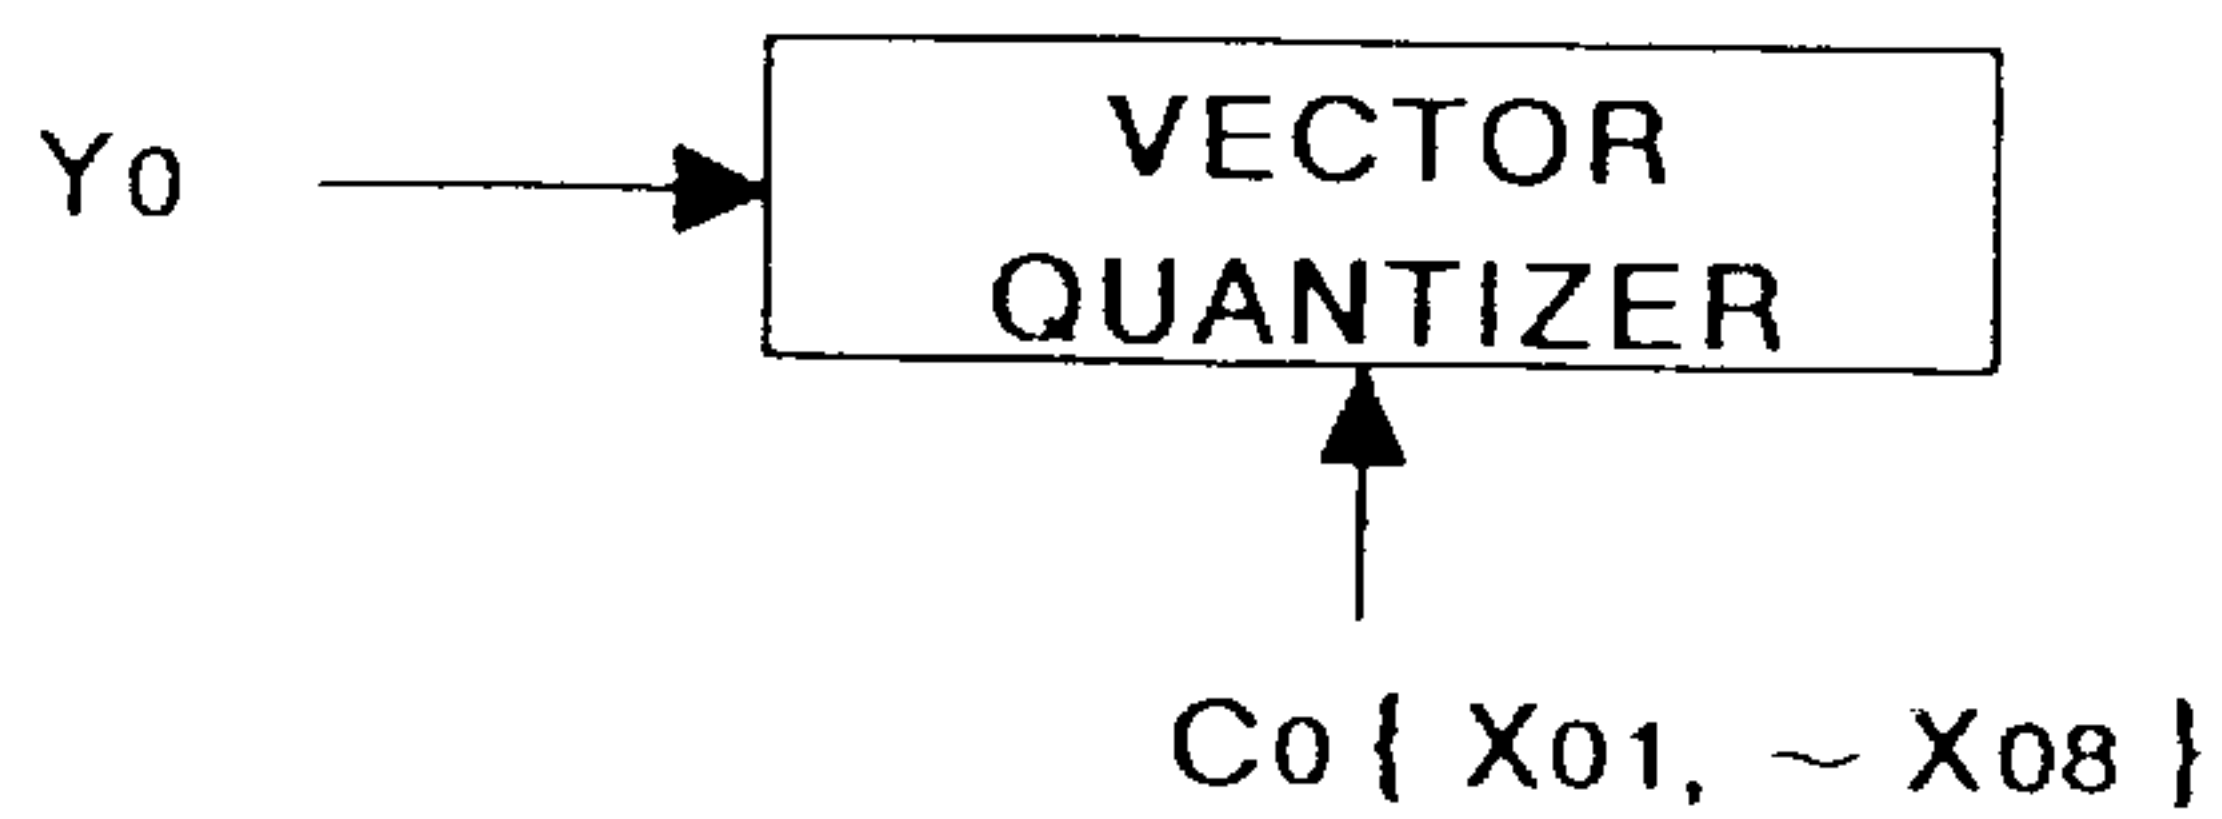 VECTOR
Y0
QUANTIZER
C0 { X01, ~ X08 }